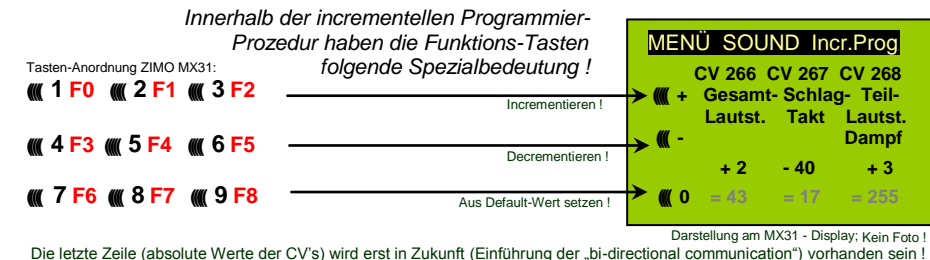 Innerhalb der incrementellen Programmier-
Prozedur haben die Funktions-Tasten
folgende Spezialbedeutung !
Tasten-Anordnung ZIMO MX31:
1 F0 2 F1 3 F2
Incrementieren !
4 F3 5 F4 6 F5
Decrementieren !
7 F6 8 F7 9 F8
Aus Default-Wert setzen !
MENÜ SOUND Incr.Prog
CV 266 CV 267 CV 268
+ Gesamt- Schlag- Teil-
Lautst. Takt Lautst.
- Dampf
+ 2 - 40 + 3
0 = 43 = 17 = 255
Darstellung am MX31 - Display; Kein Foto !
Die letzte Zeile (absolute Werte der CV's) wird erst in Zukunft (Einführung der „bi-directional communication") vorhanden sein !